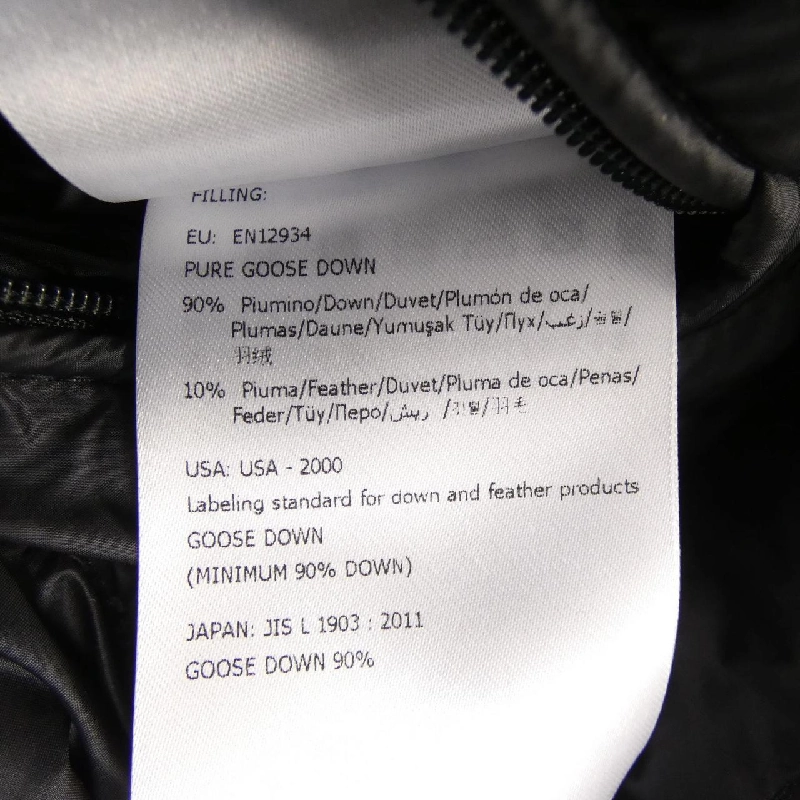 FILLING:
EU: EN12934
PURE GOOSE DOWN
90% Piumino/Down/Duvet/Plumón de oca/
Plumas/Daune/Yumuşak Tüy/Пух/زغب/
羽绒
10% Piuma/Feather/Duvet/Pluma de oca/Penas/
Feder/Tüy/Перо/ريش/ /羽毛
USA: USA - 2000
Labeling standard for down and feather products
GOOSE DOWN
(MINIMUM 90% DOWN)
JAPAN: JIS L 1903 : 2011
GOOSE DOWN 90%